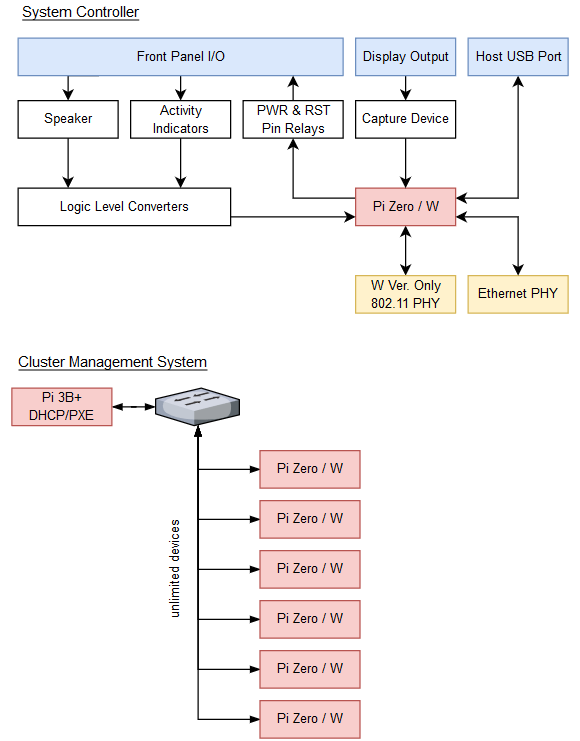 System Controller
Front Panel I/O
Display Output
Host USB Port
Speaker
Activity
Indicators
PWR & RST
Pin Relays
Capture Device
Logic Level Converters
Pi Zero / W
W Ver. Only
802.11 PHY
Ethernet PHY
Cluster Management System
Pi 3B+
DHCP/PXE
unlimited devices
Pi Zero / W
Pi Zero / W
Pi Zero / W
Pi Zero / W
Pi Zero / W
Pi Zero / W